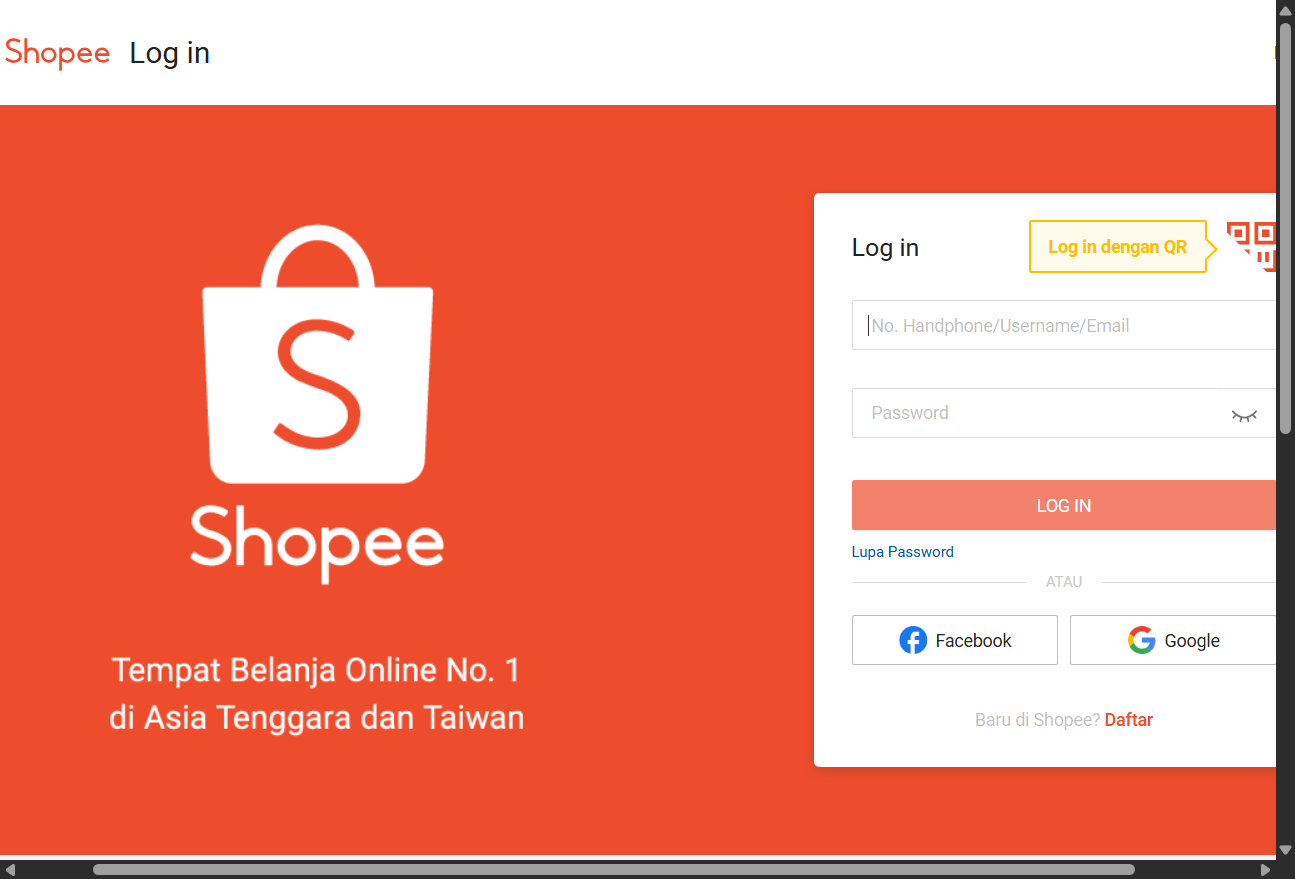 Shopee Log in
Log in
Log in dengan QR
No. Handphone/Username/Email
Password
LOG IN
Lupa Password
ATAU
Facebook
Google
Baru di Shopee? Daftar
S
Shopee
Tempat Belanja Online No. 1
di Asia Tenggara dan Taiwan